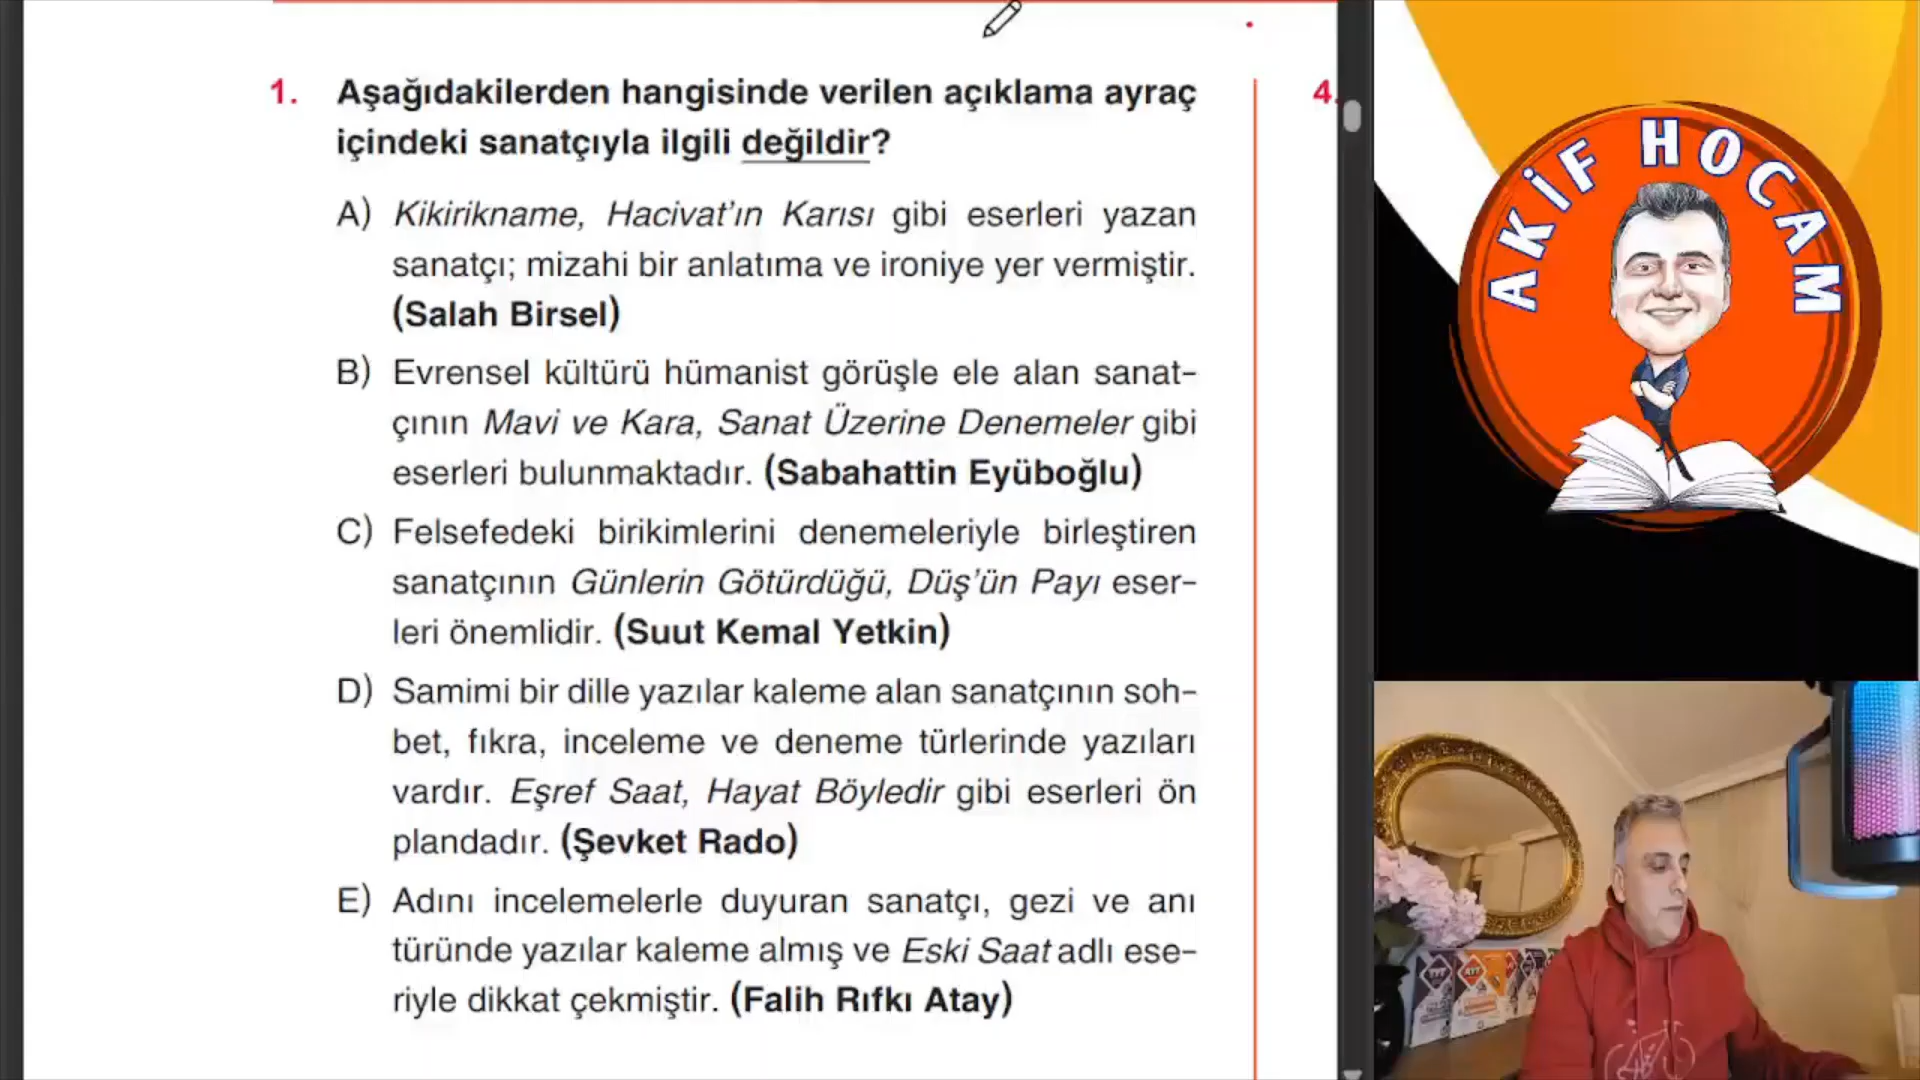 1. Aşağıdakilerden hangisinde verilen açıklama ayraç
içindeki sanatçıyla ilgili değildir?
A) Kikirikname, Hacivat’ın Karısı gibi eserleri yazan
sanatçı; mizahi bir anlatıma ve ironiye yer vermiştir.
(Salah Birsel)
B) Evrensel kültürü hümanist görüşle ele alan sanat-
çının Mavi ve Kara, Sanat Üzerine Denemeler gibi
eserleri bulunmaktadır. (Sabahattin Eyüboğlu)
C) Felsefedeki birikimlerini denemeleriyle birleştiren
sanatçının Günlerin Götürdüğü, Düş’ün Payı eser-
leri önemlidir. (Suut Kemal Yetkin)
D) Samimi bir dille yazılar kaleme alan sanatçının soh-
bet, fıkra, inceleme ve deneme türlerinde yazıları
vardır. Eşref Saat, Hayat Böyledir gibi eserleri ön
plandadır. (Şevket Rado)
E) Adını incelemelerle duyuran sanatçı, gezi ve anı
türünde yazılar kaleme almış ve Eski Saat adlı ese-
riyle dikkat çekmiştir. (Falih Rıfkı Atay)
4.
AKİF HOCAM
TYT
AYT